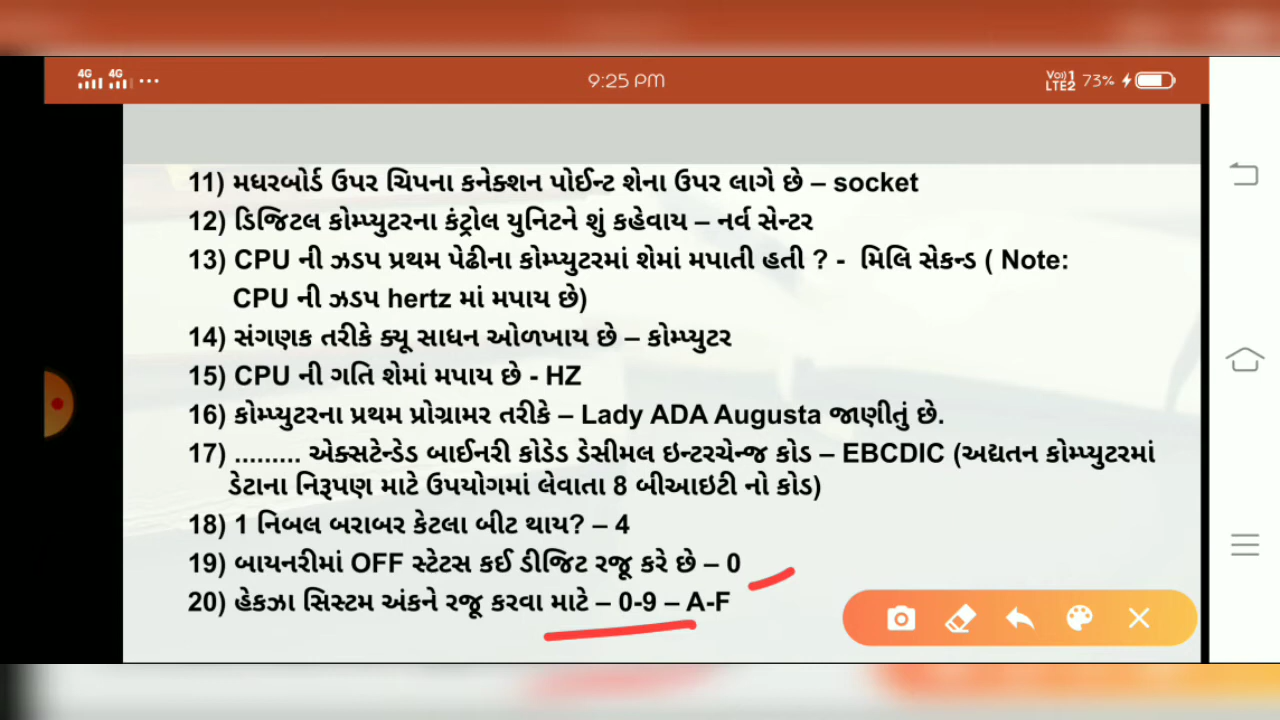 4G 4G ...
9:25 PM
Vo)) 1 LTE2 73%
11) મધરબોર્ડ ઉપર ચિપના કનેક્શન પોઈન્ટ શેના ઉપર લાગે છે – socket
12) ડિજિટલ કોમ્પ્યુટરના કંટ્રોલ યુનિટને શું કહેવાય – નર્વ સેન્ટર
13) CPU ની ઝડપ પ્રથમ પેઢીના કોમ્પ્યુટરમાં શેમાં મપાતી હતી ? - મિલિ સેકન્ડ ( Note:
CPU ની ઝડપ hertz માં મપાય છે)
14) સંગણક તરીકે ક્યૂ સાધન ઓળખાય છે – કોમ્પ્યુટર
15) CPU ની ગતિ શેમાં મપાય છે - HZ
16) કોમ્પ્યુટરના પ્રથમ પ્રોગ્રામર તરીકે – Lady ADA Augusta જાણીતું છે.
17) ......... એક્સટેન્ડેડ બાઈનરી કોડેડ ડેસીમલ ઇન્ટરચેન્જ કોડ – EBCDIC (અદ્યતન કોમ્પ્યુટરમાં
ડેટાના નિરૂપણ માટે ઉપયોગમાં લેવાતા 8 બીઆઇટી નો કોડ)
18) 1 નિબલ બરાબર કેટલા બીટ થાય? – 4
19) બાયનરીમાં OFF સ્ટેટસ કઈ ડીજિટ રજૂ કરે છે – 0
20) હેકઝા સિસ્ટમ અંકને રજૂ કરવા માટે – 0-9 – A-F